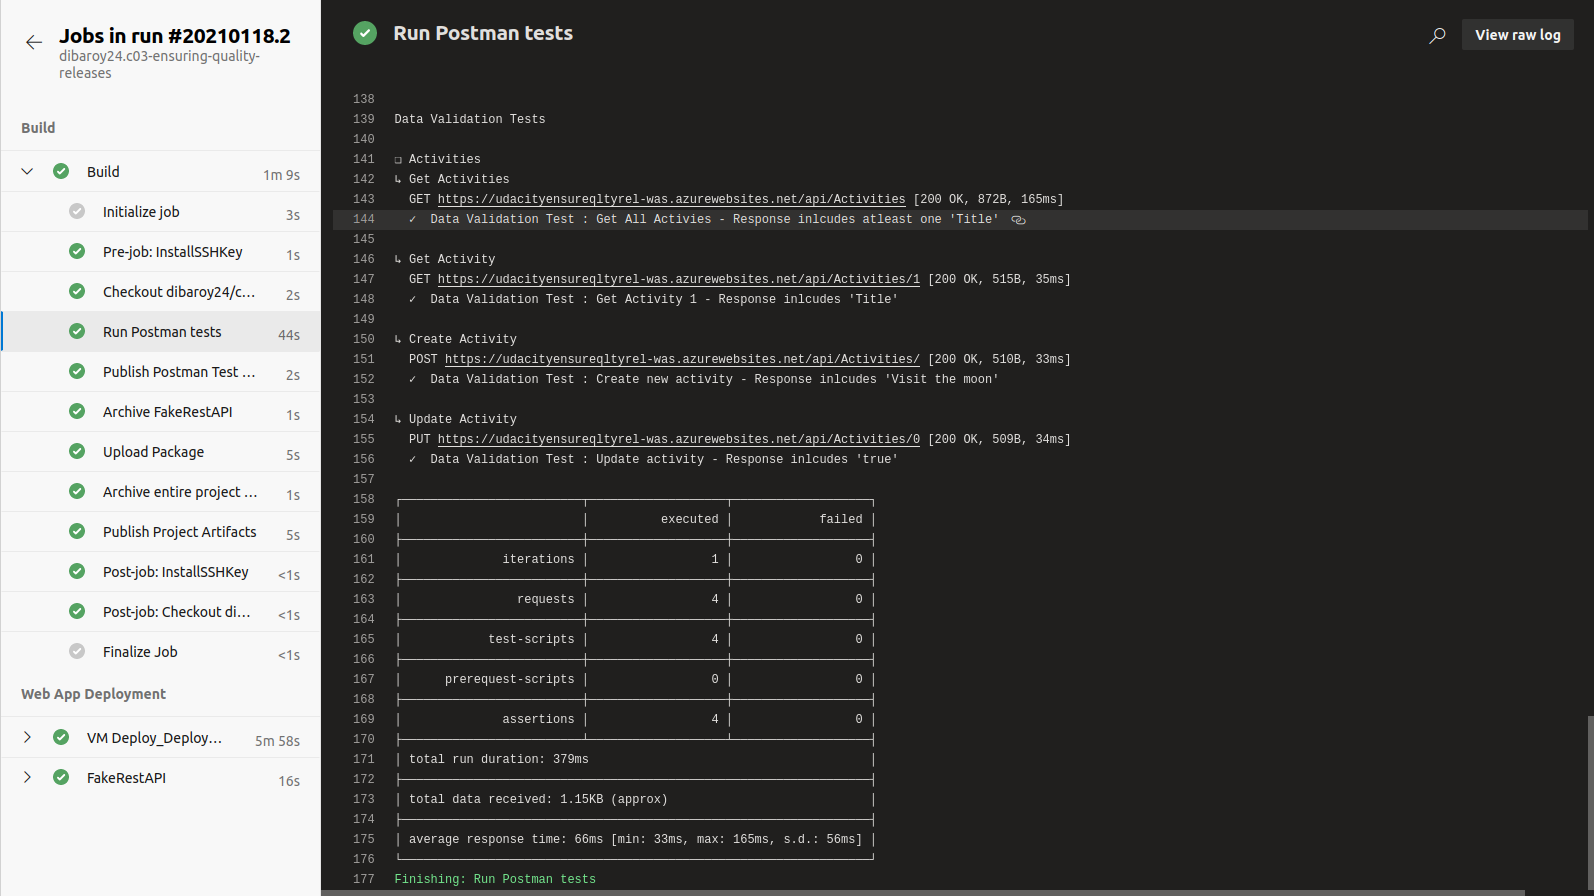 Jobs in run #20210118.2
dibaroy24.c03-ensuring-quality-
releases
Build
Build 1m 9s
Initialize job 3s
Pre-job: InstallSSHKey 1s
Checkout dibaroy24/c... 2s
Run Postman tests 44s
Publish Postman Test ... 2s
Archive FakeRestAPI 1s
Upload Package 5s
Archive entire project ... 1s
Publish Project Artifacts 5s
Post-job: InstallSSHKey <1s
Post-job: Checkout di... <1s
Finalize Job <1s
Web App Deployment
VM Deploy_Deploy... 5m 58s
FakeRestAPI 16s
Run Postman tests
View raw log
138
139 Data Validation Tests
140
141 ❏ Activities
142 ↳ Get Activities
143 GET https://udacityensureqltyrel-was.azurewebsites.net/api/Activities [200 OK, 872B, 165ms]
144 ✓ Data Validation Test : Get All Activies - Response inlcudes atleast one 'Title'
145
146 ↳ Get Activity
147 GET https://udacityensureqltyrel-was.azurewebsites.net/api/Activities/1 [200 OK, 515B, 35ms]
148 ✓ Data Validation Test : Get Activity 1 - Response inlcudes 'Title'
149
150 ↳ Create Activity
151 POST https://udacityensureqltyrel-was.azurewebsites.net/api/Activities/ [200 OK, 510B, 33ms]
152 ✓ Data Validation Test : Create new activity - Response inlcudes 'Visit the moon'
153
154 ↳ Update Activity
155 PUT https://udacityensureqltyrel-was.azurewebsites.net/api/Activities/0 [200 OK, 509B, 34ms]
156 ✓ Data Validation Test : Update activity - Response inlcudes 'true'
157
158
159 executed failed
160
161 iterations 1 0
162
163 requests 4 0
164
165 test-scripts 4 0
166
167 prerequest-scripts 0 0
168
169 assertions 4 0
170
171 total run duration: 379ms
172
173 total data received: 1.15KB (approx)
174
175 average response time: 66ms [min: 33ms, max: 165ms, s.d.: 56ms]
176
177 Finishing: Run Postman tests